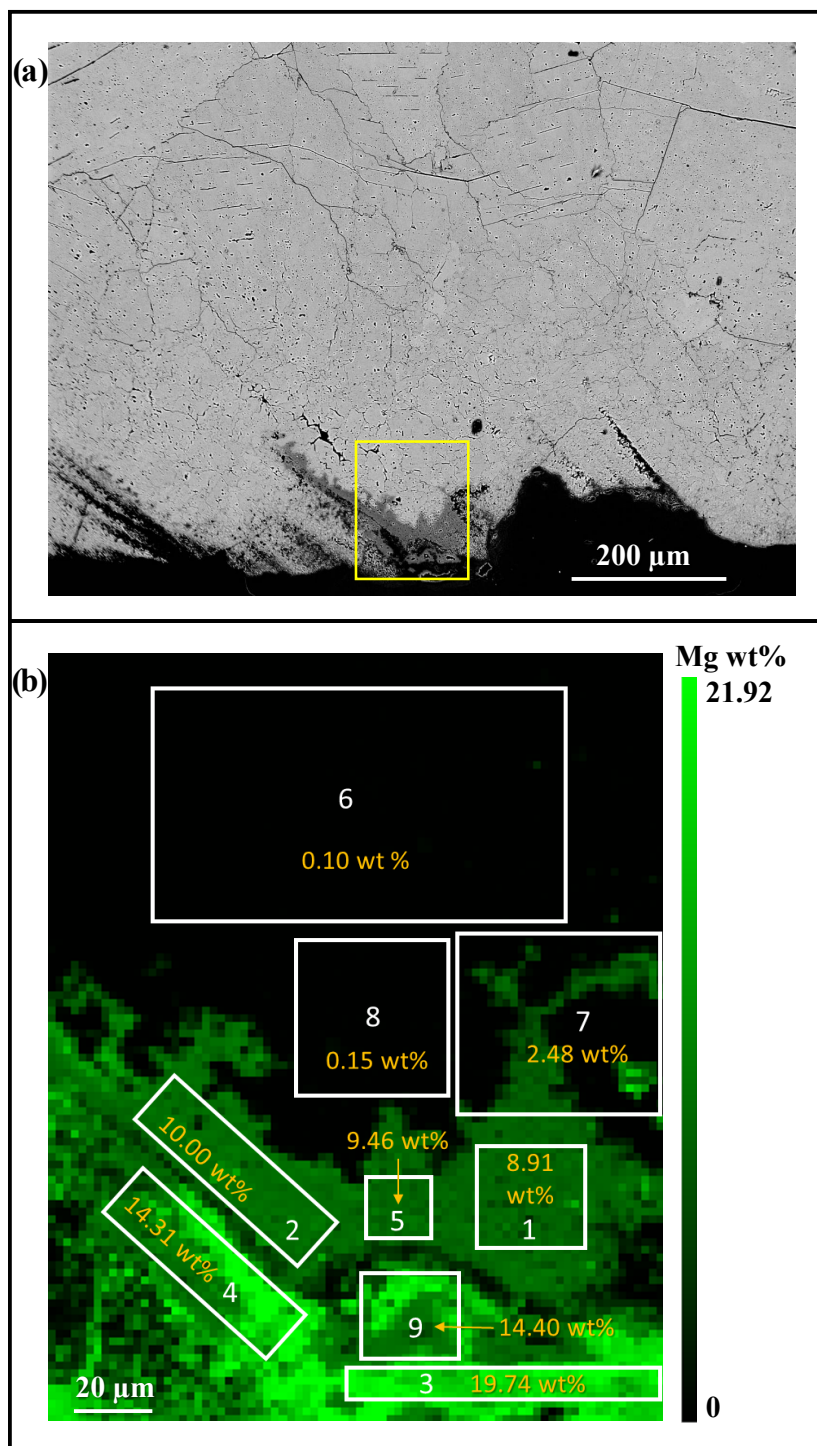 (a)
200 µm
(b)
Mg wt%
21.92
6
0.10 wt %
8
0.15 wt%
7
2.48 wt%
10.00 wt%
2
9.46 wt%
5
8.91
wt%
1
14.31 wt%
4
9
14.40 wt%
3 19.74 wt%
20 µm
0